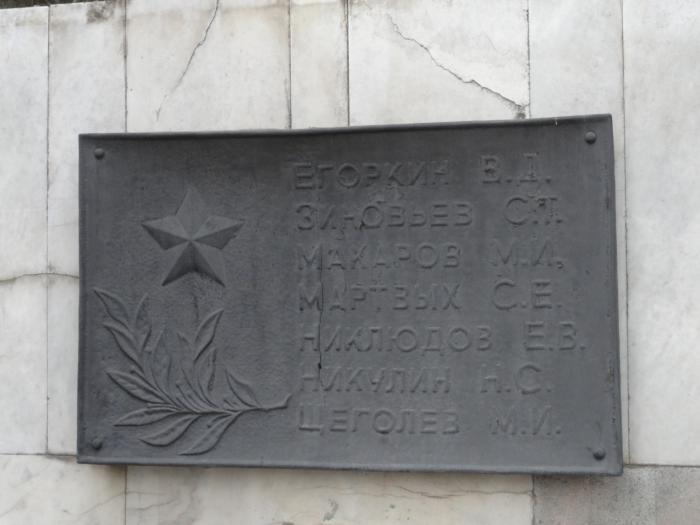 ЕГОРКИН В.Д.
ЗИНОВЬЕВ С.П.
МАКАРОВ М.И.
МАРТВЫХ С.Е.
НИКЛЮДОВ Е.В.
НИКУЛИН Н.С.
ЩЕГОЛЕВ М.И.